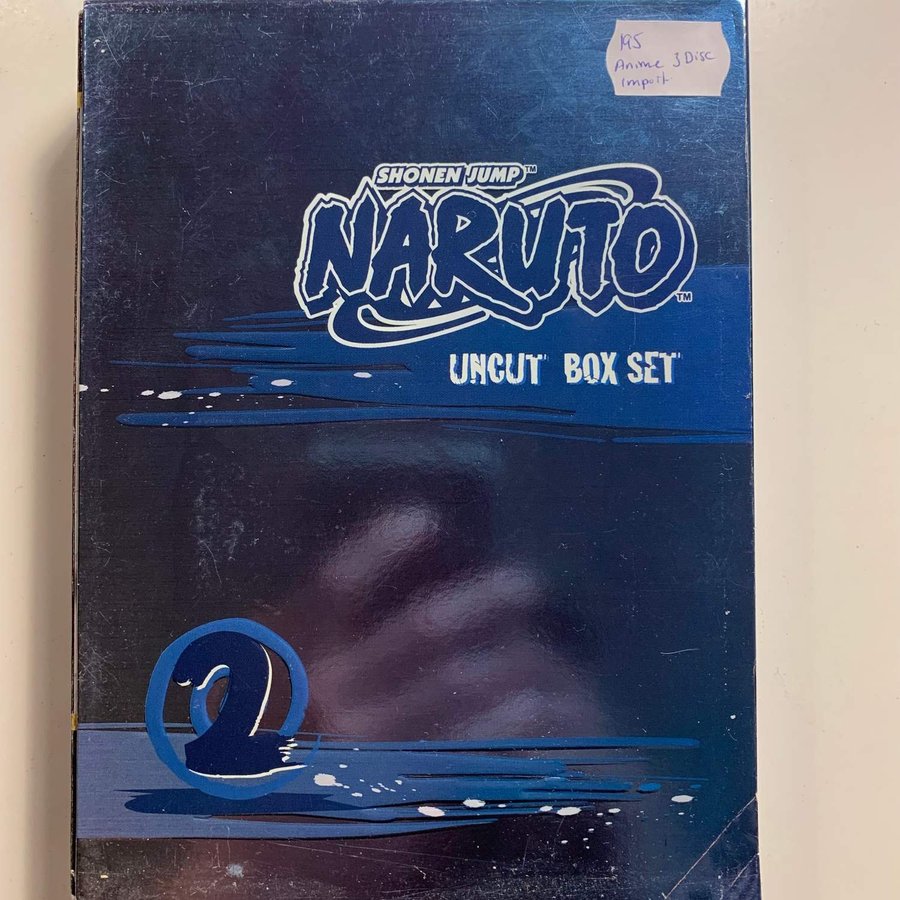 195
Anime 3 Disc
import
SHONEN JUMP™
NARUTO™
UNCUT BOX SET
2